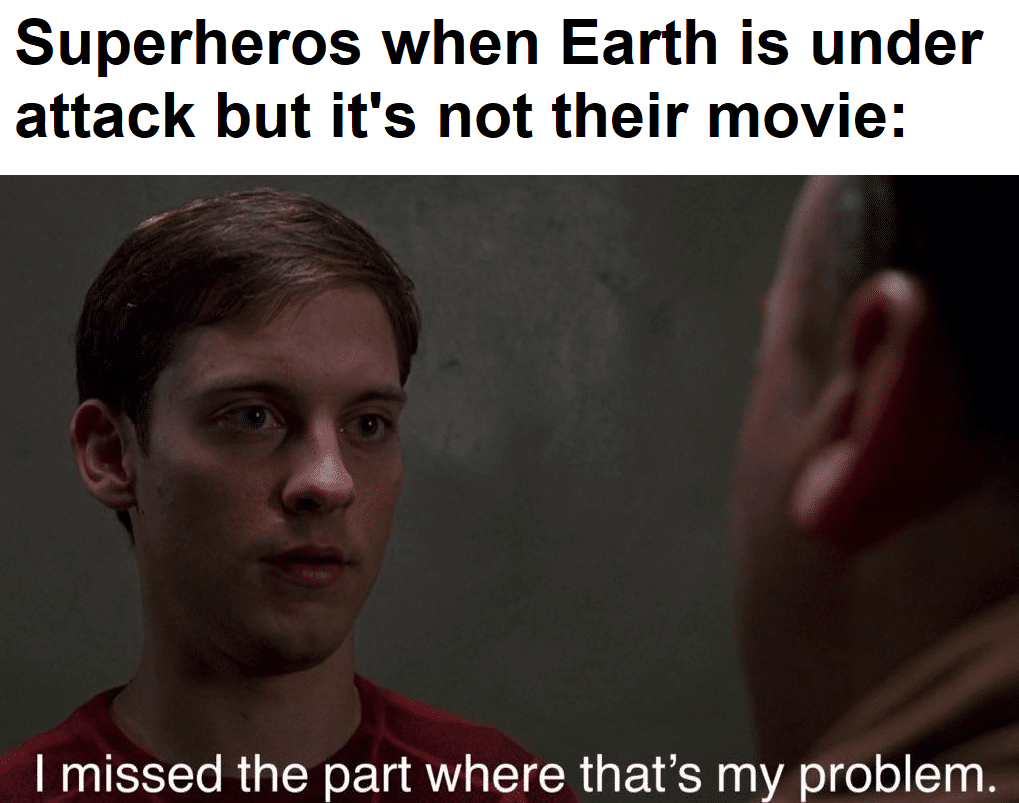 Superheros when Earth is under
attack but it's not their movie:
I missed the part where that’s my problem.